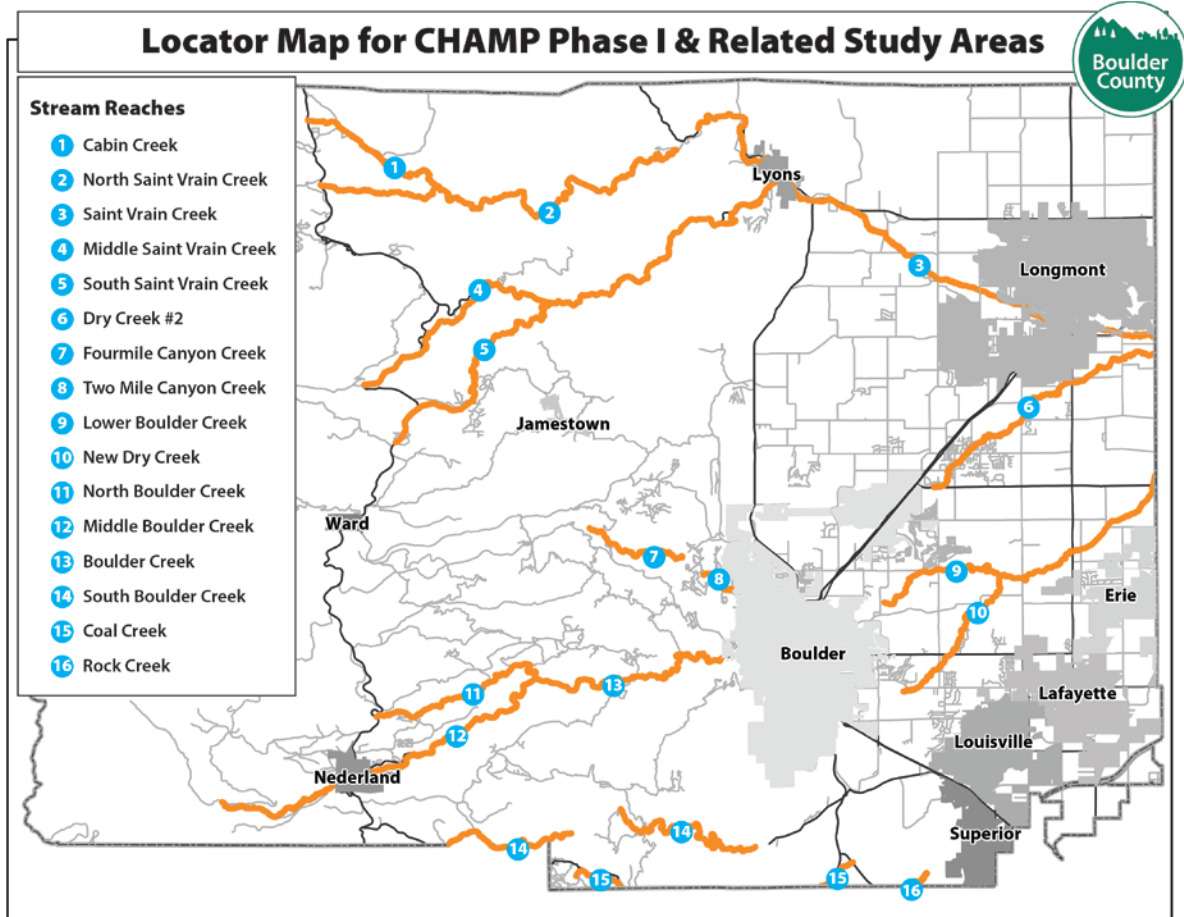 Locator Map for CHAMP Phase I & Related Study Areas
Boulder
County
Stream Reaches
1 Cabin Creek
2 North Saint Vrain Creek
3 Saint Vrain Creek
4 Middle Saint Vrain Creek
5 South Saint Vrain Creek
6 Dry Creek #2
7 Fourmile Canyon Creek
8 Two Mile Canyon Creek
9 Lower Boulder Creek
10 New Dry Creek
11 North Boulder Creek
12 Middle Boulder Creek
13 Boulder Creek
14 South Boulder Creek
15 Coal Creek
16 Rock Creek
1
Lyons
2
3
Longmont
4
5
6
Jamestown
Ward
7
8
9
Erie
10
Boulder
13
11
Lafayette
12
Louisville
Nederland
14
Superior
14
15
15
16